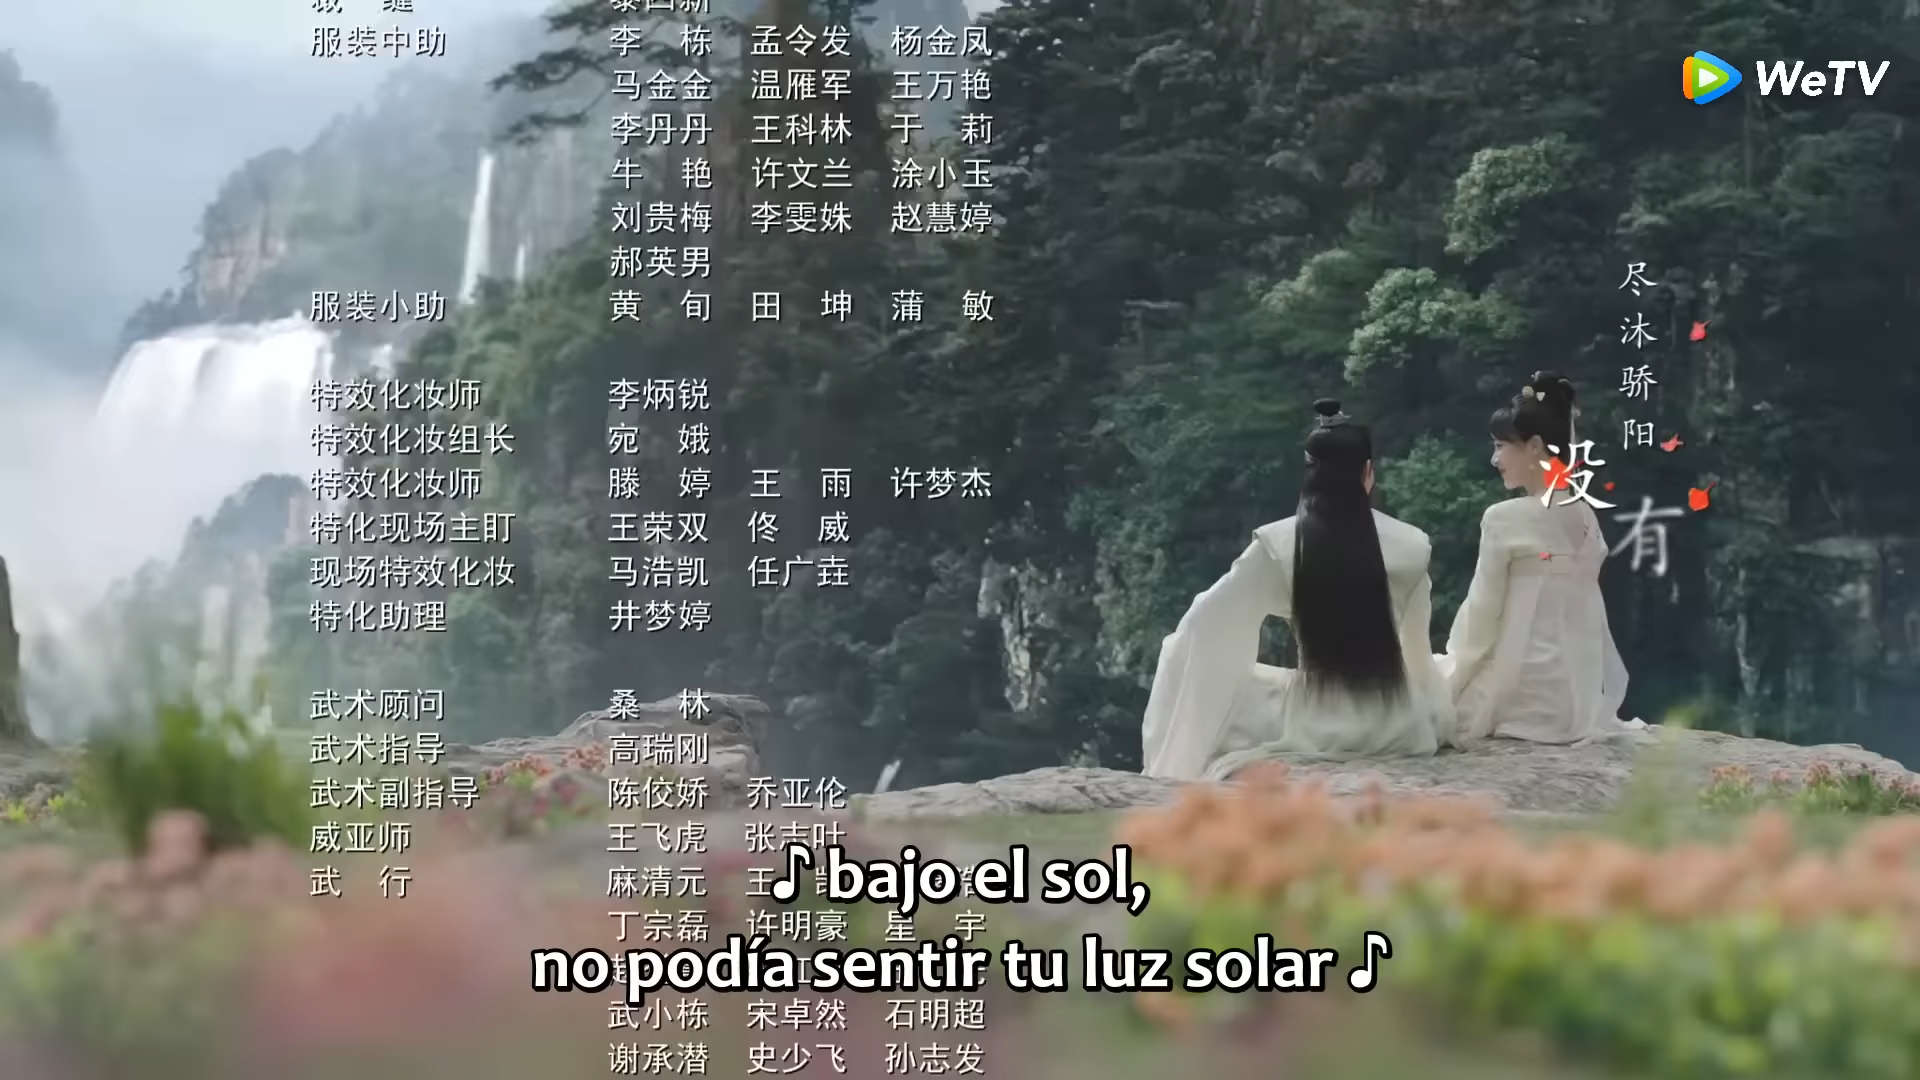 WeTV
服装中助 李 栋 孟令发 杨金凤
马金金 温雁军 王万艳
李丹丹 王科林 于 莉
牛 艳 许文兰 涂小玉
刘贵梅 李雯姝 赵慧婷
郝英男
服装小助 黄 旬 田 坤 蒲 敏
特效化妆师 李炳锐
特效化妆组长 宛 娥
特效化妆师 滕 婷 王 雨 许梦杰
特化现场主盯 王荣双 佟 威
现场特效化妆 马浩凯 任广垚
特化助理 井梦婷
武术顾问 桑 林
武术指导 高瑞刚
武术副指导 陈佼娇 乔亚伦
威亚师 王飞虎 张志叶
武 行 麻清元
丁宗磊 许明豪 星 宇
武小栋 宋卓然 石明超
谢承潜 史少飞 孙志发
尽沐骄阳
没有
♪ bajo el sol,
no podía sentir tu luz solar ♪